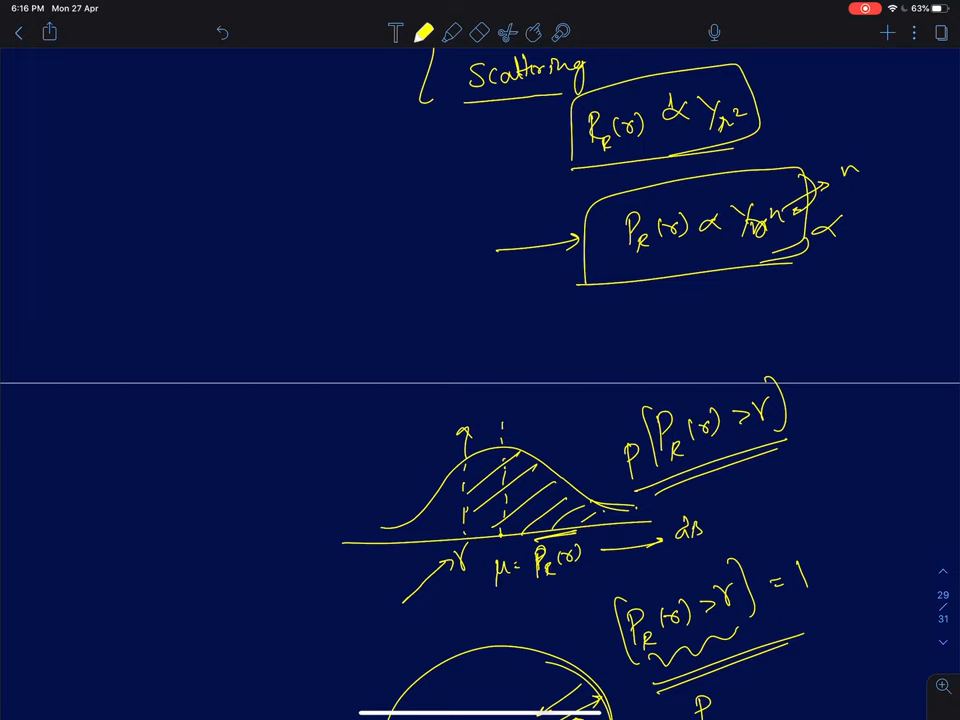 6:16 PM Mon 27 Apr
63%
T
Scattering
P_R(r) ∝ 1/r²
P_R(r) ∝ 1/rⁿ
n
α
P(P_R(r) > γ)
γ
μ = P_R(r)
dB
(P_R(r) > γ) = 1
P
29
/
31